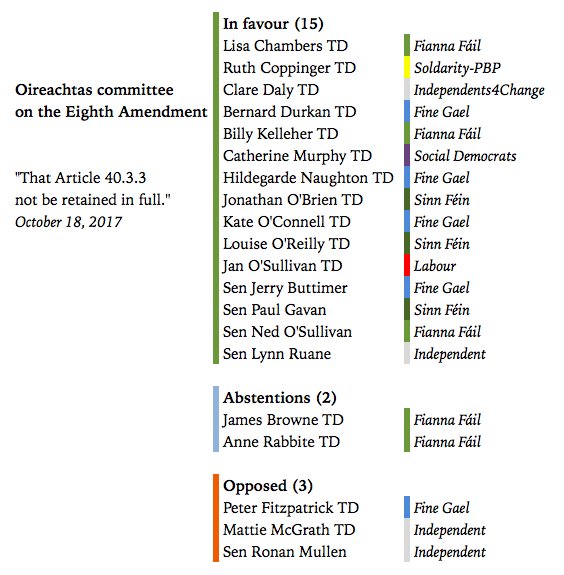 Oireachtas committee
on the Eighth Amendment
"That Article 40.3.3
not be retained in full."
October 18, 2017
In favour (15)
Lisa Chambers TD Fianna Fáil
Ruth Coppinger TD Soldarity-PBP
Clare Daly TD Independents4Change
Bernard Durkan TD Fine Gael
Billy Kelleher TD Fianna Fáil
Catherine Murphy TD Social Democrats
Hildegarde Naughton TD Fine Gael
Jonathan O'Brien TD Sinn Féin
Kate O'Connell TD Fine Gael
Louise O'Reilly TD Sinn Féin
Jan O'Sullivan TD Labour
Sen Jerry Buttimer Fine Gael
Sen Paul Gavan Sinn Féin
Sen Ned O'Sullivan Fianna Fáil
Sen Lynn Ruane Independent
Abstentions (2)
James Browne TD Fianna Fáil
Anne Rabbite TD Fianna Fáil
Opposed (3)
Peter Fitzpatrick TD Fine Gael
Mattie McGrath TD Independent
Sen Ronan Mullen Independent